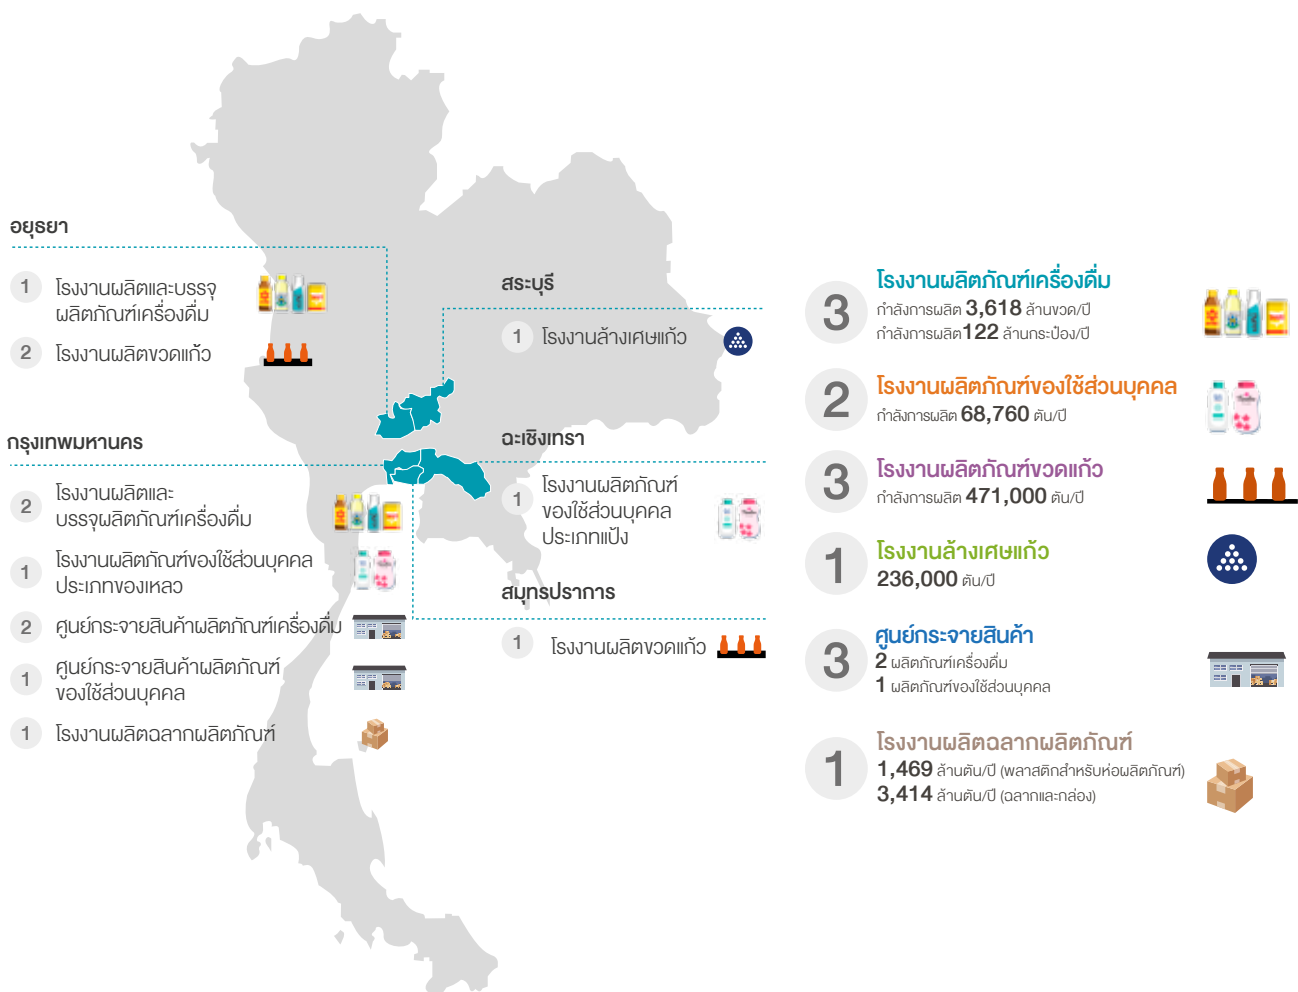 อยุธยา
1 โรงงานผลิตและบรรจุ
ผลิตภัณฑ์เครื่องดื่ม
2 โรงงานผลิตขวดแก้ว
กรุงเทพมหานคร
2 โรงงานผลิตและ
บรรจุผลิตภัณฑ์เครื่องดื่ม
1 โรงงานผลิตภัณฑ์ของใช้ส่วนบุคคล
ประเภทของเหลว
2 ศูนย์กระจายสินค้าผลิตภัณฑ์เครื่องดื่ม
1 ศูนย์กระจายสินค้าผลิตภัณฑ์
ของใช้ส่วนบุคคล
1 โรงงานผลิตฉลากผลิตภัณฑ์
สระบุรี
1 โรงงานล้างเศษแก้ว
ฉะเชิงเทรา
1 โรงงานผลิตภัณฑ์
ของใช้ส่วนบุคคล
ประเภทแป้ง
สมุทรปราการ
1 โรงงานผลิตขวดแก้ว
3 โรงงานผลิตภัณฑ์เครื่องดื่ม
กำลังการผลิต 3,618 ล้านขวด/ปี
กำลังการผลิต 122 ล้านกระป๋อง/ปี
2 โรงงานผลิตภัณฑ์ของใช้ส่วนบุคคล
กำลังการผลิต 68,760 ตัน/ปี
3 โรงงานผลิตภัณฑ์ขวดแก้ว
กำลังการผลิต 471,000 ตัน/ปี
1 โรงงานล้างเศษแก้ว
236,000 ตัน/ปี
3 ศูนย์กระจายสินค้า
2 ผลิตภัณฑ์เครื่องดื่ม
1 ผลิตภัณฑ์ของใช้ส่วนบุคคล
1 โรงงานผลิตฉลากผลิตภัณฑ์
1,469 ล้านตัน/ปี (พลาสติกสำหรับห่อผลิตภัณฑ์)
3,414 ล้านตัน/ปี (ฉลากและกล่อง)